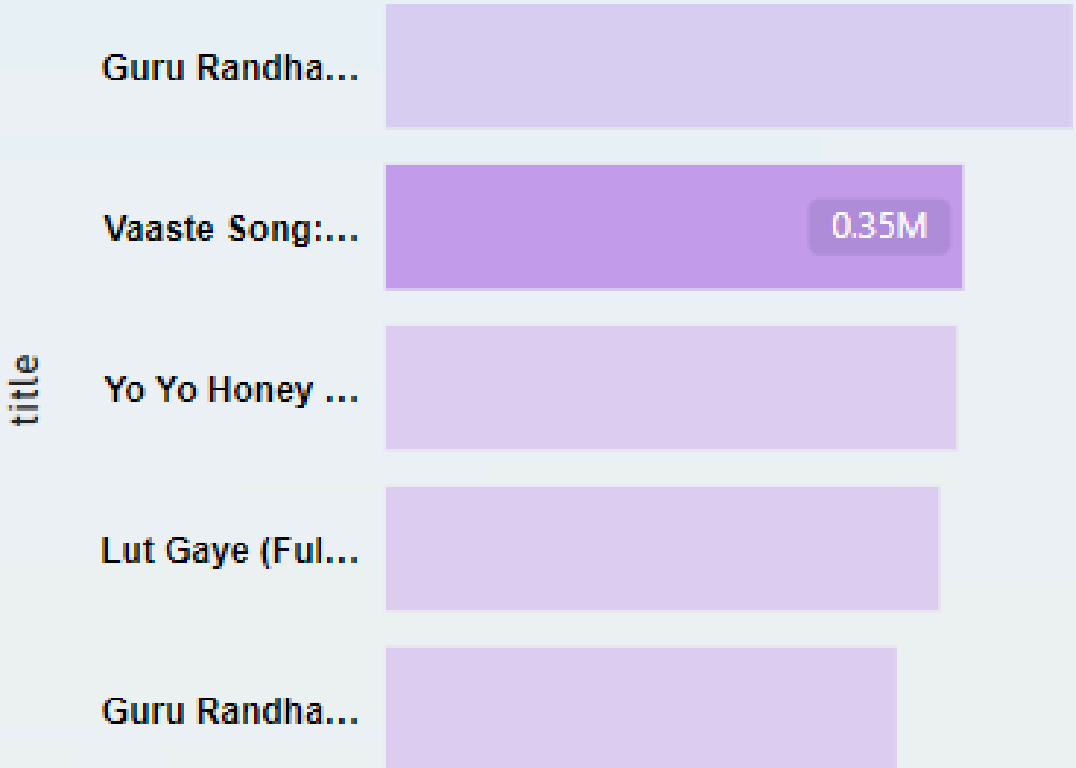 Guru Randha...
Vaaste Song:...
0.35M
Yo Yo Honey ...
title
Lut Gaye (Ful...
Guru Randha...